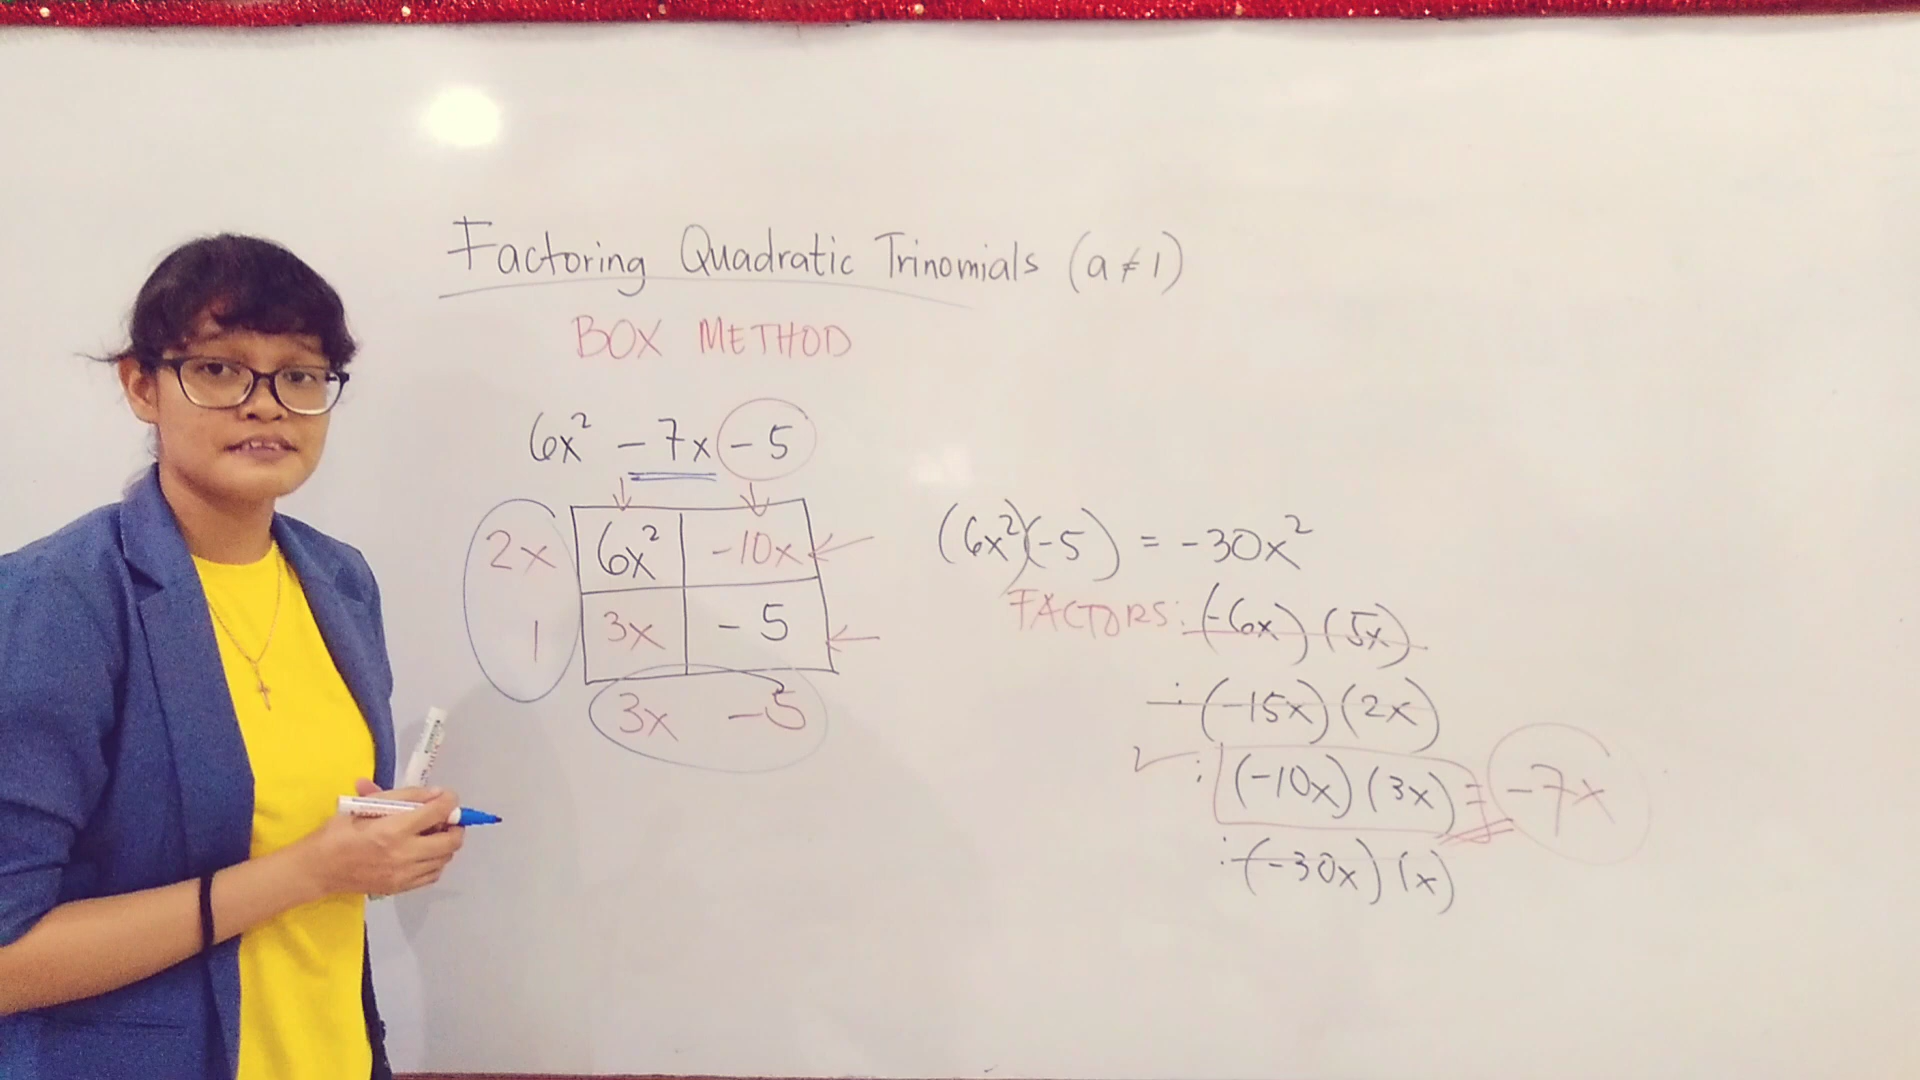 Factoring Quadratic Trinomials (a ≠ 1)
BOX METHOD
6x² - 7x - 5
2x 6x² -10x
1 3x - 5
3x - 5
(6x²)(-5) = -30x²
FACTORS: (-6x)(5x)
: (-15x)(2x)
: (-10x)(3x) = -7x
: (-30x)(x)